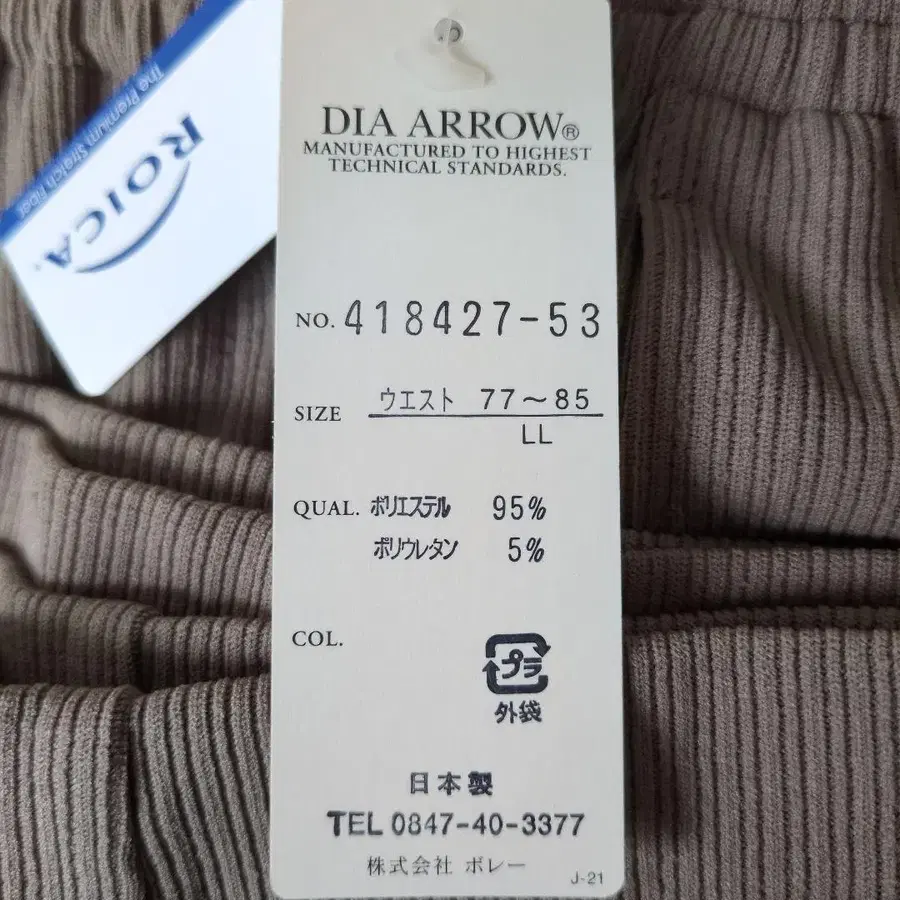 The Premium Stretch Fiber
ROICA
DIA ARROW®
MANUFACTURED TO HIGHEST
TECHNICAL STANDARDS.
NO. 418427-53
SIZE ウエスト 77～85
LL
QUAL. ポリエステル 95%
ポリウレタン 5%
COL.
プラ
外袋
日本製
TEL 0847-40-3377
株式会社 ボレー
J-21